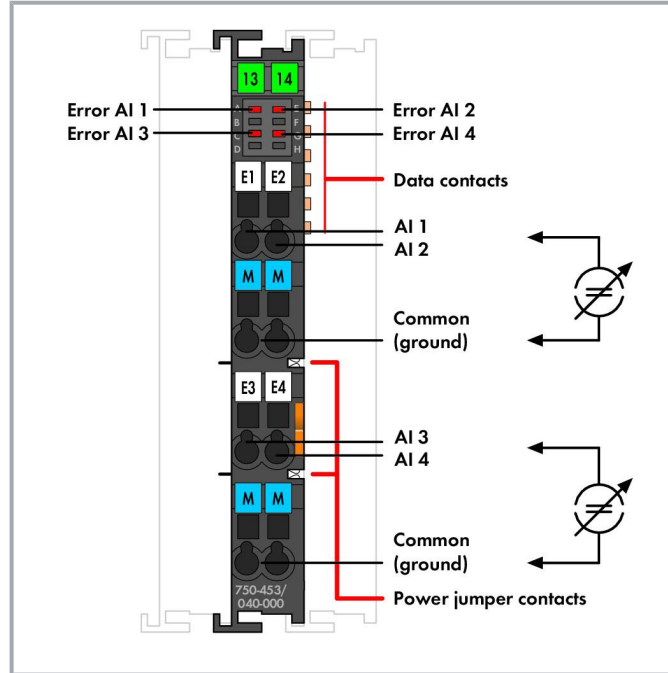 13 14
Error AI 1
Error AI 2
Error AI 3
Error AI 4
A
E
B
F
C
G
D
H
E1 E2
Data contacts
AI 1
AI 2
M M
Common
(ground)
E3 E4
AI 3
AI 4
M M
Common
(ground)
750-453/
040-000
Power jumper contacts